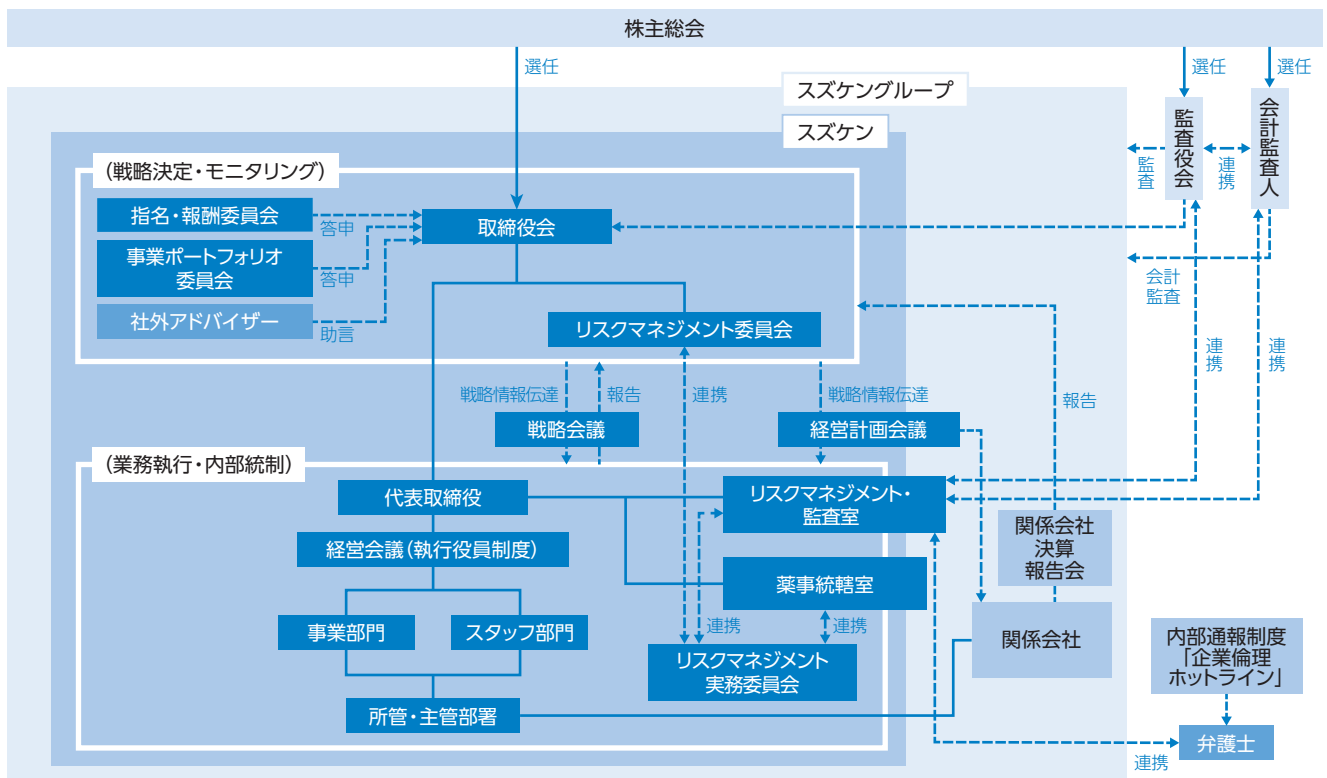 株主総会
選任
選任
選任
スズケングループ
スズケン
監査役会
会計監査人
監査
連携
(戦略決定・モニタリング)
指名・報酬委員会
答申
取締役会
事業ポートフォリオ
委員会
答申
社外アドバイザー
助言
会計
監査
リスクマネジメント委員会
連携
連携
戦略情報伝達
報告
連携
戦略情報伝達
報告
戦略会議
経営計画会議
(業務執行・内部統制)
代表取締役
リスクマネジメント・
監査室
経営会議(執行役員制度)
関係会社
決算
報告会
薬事統轄室
事業部門
スタッフ部門
連携
連携
関係会社
内部通報制度
「企業倫理
ホットライン」
リスクマネジメント
実務委員会
所管・主管部署
弁護士
連携